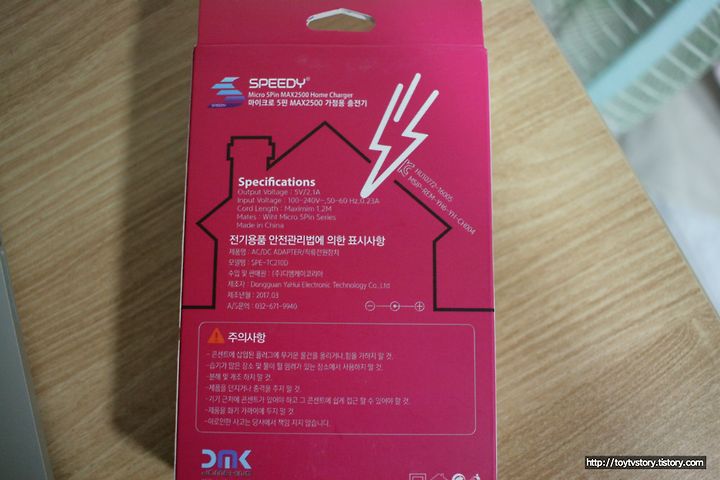 SPEEDY®
SPEEDY
Micro 5Pin MAX2500 Home Charger
마이크로 5핀 MAX2500 가정용 충전기
HU10772-16005
MSIP-REM-YH6-YH-CH004
Specifications
Output Voltage : 5V/2.1A
Input Voltage : 100-240V~,50-60 Hz,0.23A
Cord Length : Maximim 1.2M
Mates : Wiht Micro 5Pin Series
Made in China
전기용품 안전관리법에 의한 표시사항
제품명 : AC/DC ADAPTER/직류전원장치
모델명 : SPE-TC210D
수입 및 판매원 : (주)디엠케이코리아
제조자 : Dongguan YaHui Electronic Technology Co.,Ltd
제조년월 : 2017.03
A/S문의 : 032-671-9946
주의사항
-콘센트에 삽입된 플러그에 무거운 물건을 올리거나,힘을 가하지 말 것.
-습기가 많은 장소 및 물이 튈 염려가 있는 장소에서 사용하지 말 것.
-분해 및 개조 하지 말 것.
-제품을 던지거나 충격을 주지 말 것.
-기기 근처에 콘센트가 있어야 하고 그 콘센트에 쉽게 접근 할 수 있어야 할 것.
-제품을 화기 가까이에 두지 말 것.
-이로인한 사고는 당사에서 책임 지지 않습니다.
DMK
http://toytvstory.tistory.com